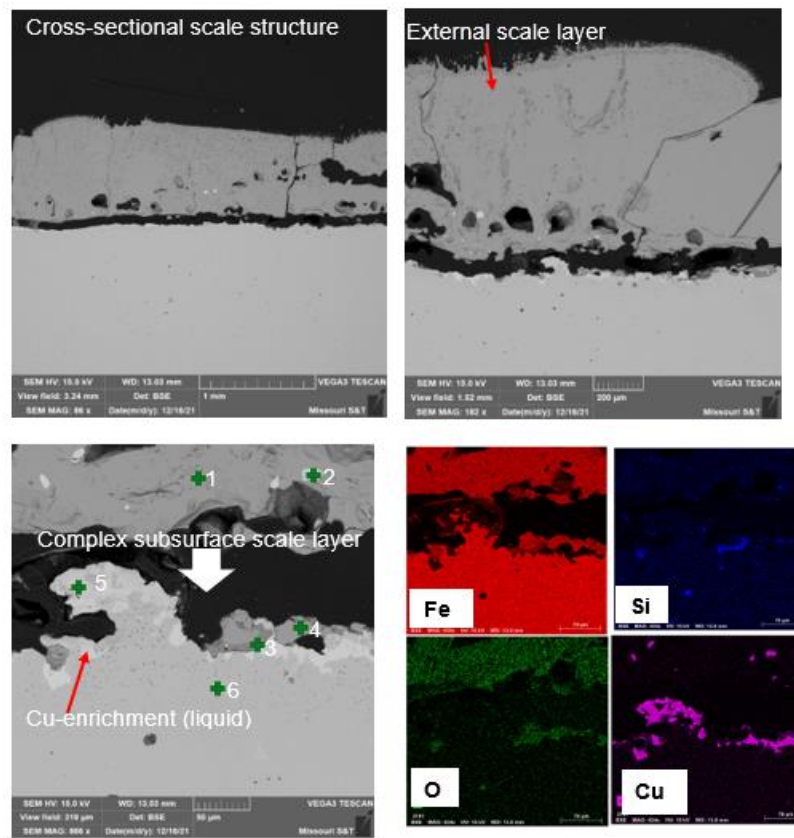 Cross-sectional scale structure
SEM HV: 15.0 kV WD: 13.03 mm VEGA3 TESCAN
View field: 3.24 mm Det: BSE 1 mm
SEM MAG: 86 x Date(m/d/y): 12/16/21 Missouri S&T
External scale layer
SEM HV: 15.0 kV WD: 13.03 mm VEGA3 TESCAN
View field: 1.52 mm Det: BSE 200 µm
SEM MAG: 182 x Date(m/d/y): 12/16/21 Missouri S&T
1
2
Complex subsurface scale layer
5
4
3
6
Cu-enrichment (liquid)
SEM HV: 15.0 kV WD: 13.03 mm VEGA3 TESCAN
View field: 318 µm Det: BSE 50 µm
Date(m/d/y): 12/16/21 Missouri S&T
Fe
Si
O
Cu